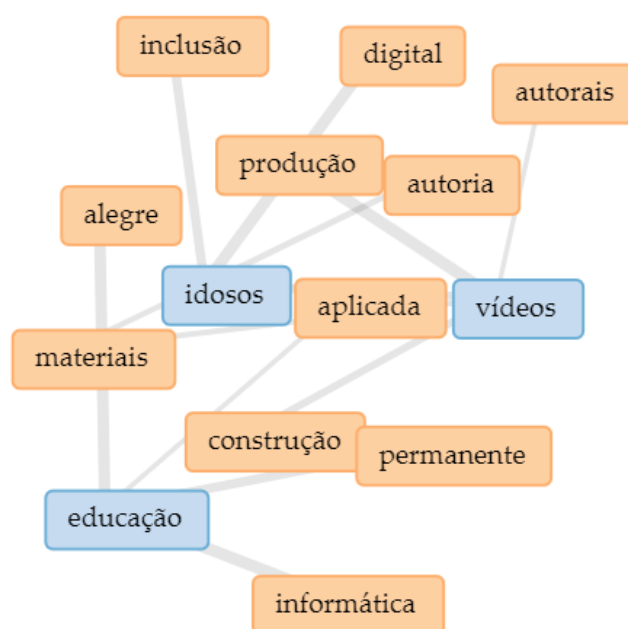 inclusão
digital
autorais
produção
autoria
alegre
idosos
aplicada
vídeos
materiais
construção
permanente
educação
informática